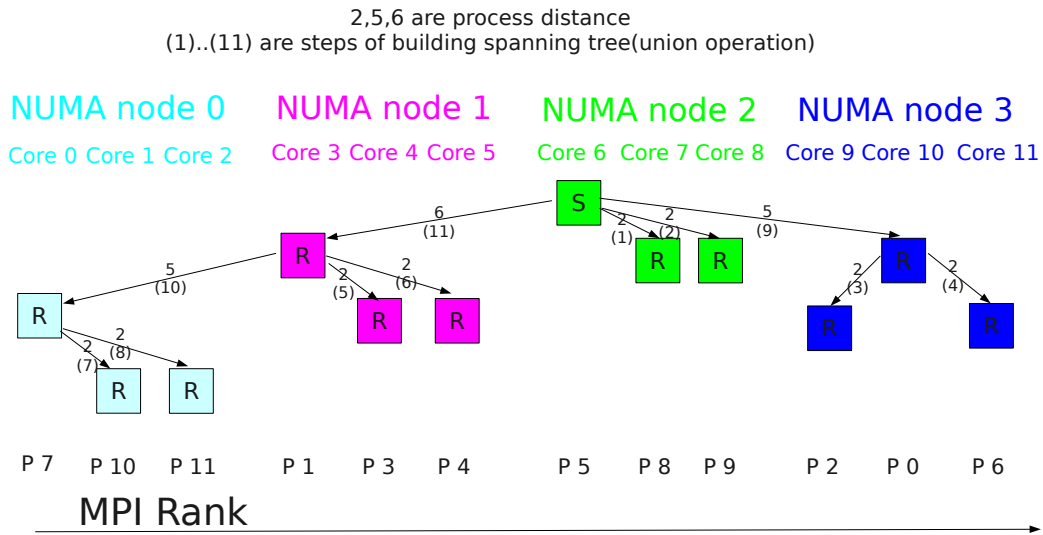 2,5,6 are process distance
(1)..(11) are steps of building spanning tree(union operation)
NUMA node 0 NUMA node 1 NUMA node 2 NUMA node 3
Core 0 Core 1 Core 2 Core 3 Core 4 Core 5 Core 6 Core 7 Core 8 Core 9 Core 10 Core 11
S
6
(11)
2
(1)
2
(2)
5
(9)
R R R R
5
(10)
2
(5)
2
(6)
2
(3)
2
(4)
R R R R R
2
(7)
2
(8)
R R
P 7 P 10 P 11 P 1 P 3 P 4 P 5 P 8 P 9 P 2 P 0 P 6
MPI Rank